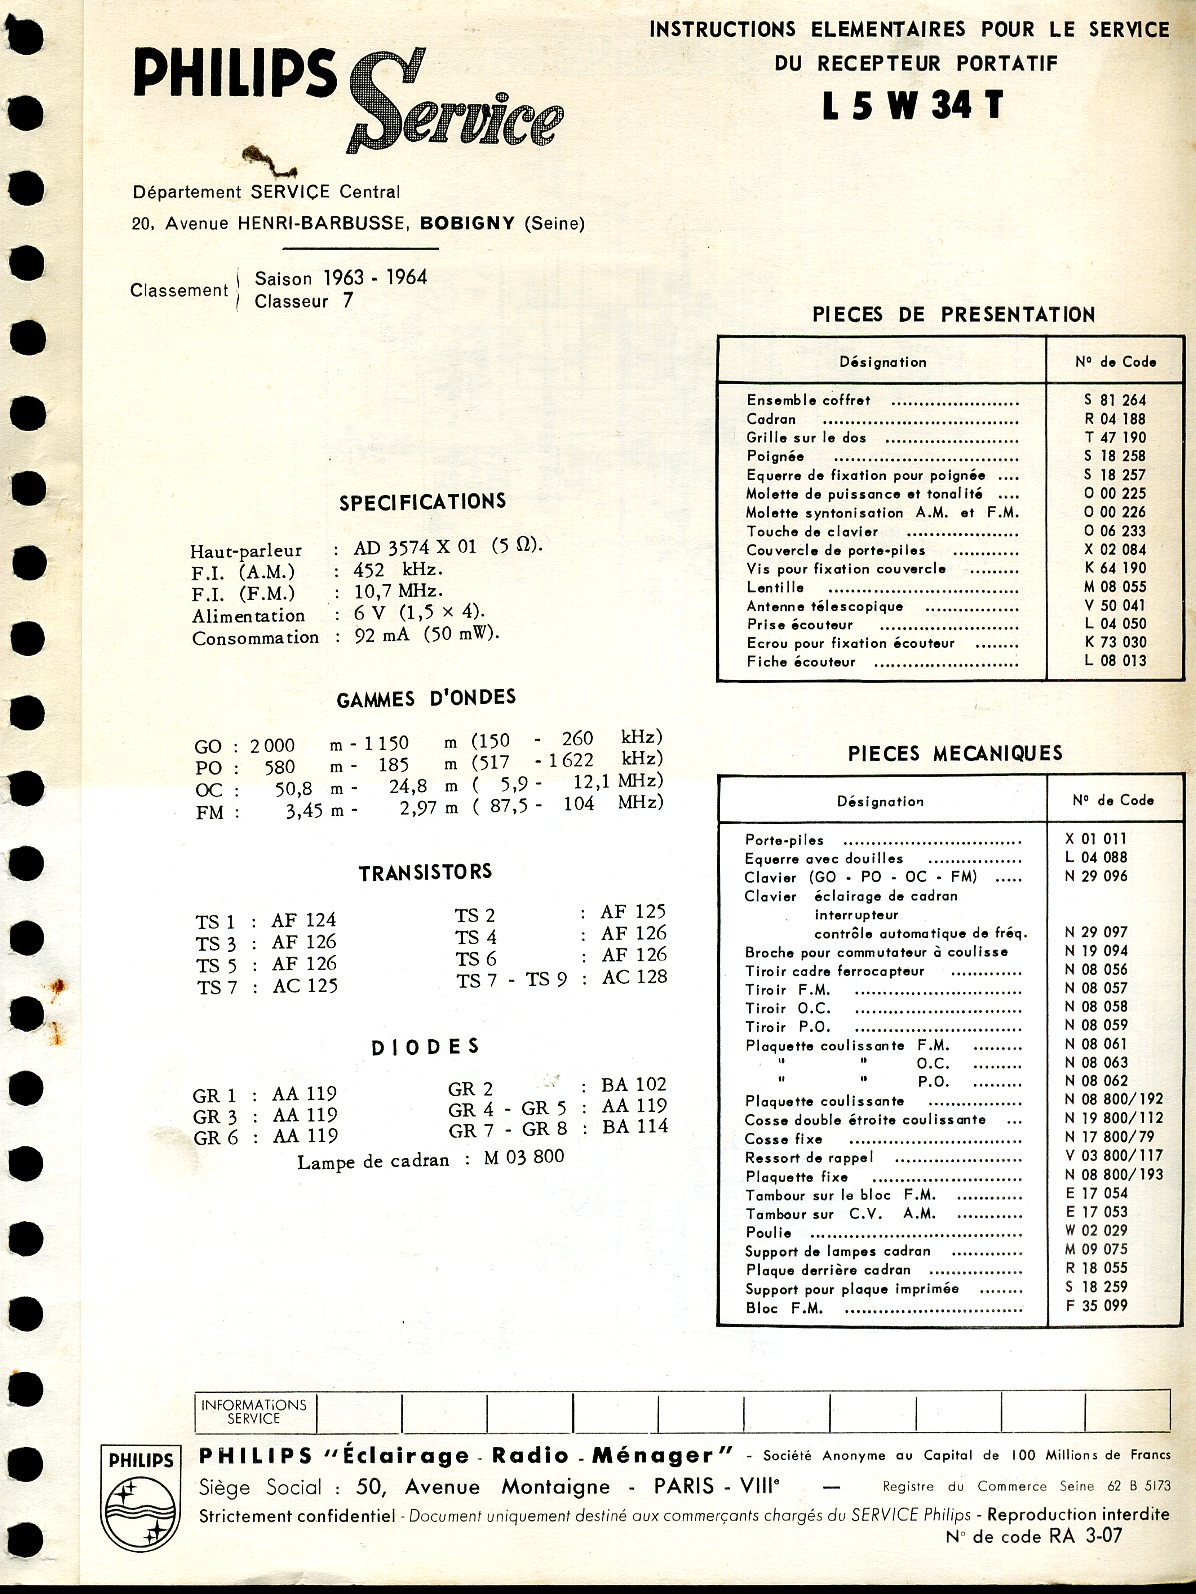 INSTRUCTIONS ELEMENTAIRES POUR LE SERVICE
DU RECEPTEUR PORTATIF
L 5 W 34 T
PHILIPS Service
Département SERVICE Central
20, Avenue HENRI-BARBUSSE, BOBIGNY (Seine)
Classement
Saison 1963 - 1964
Classeur 7
SPECIFICATIONS
Haut-parleur : AD 3574 X 01 (5 Ω).
F.I. (A.M.) : 452 kHz.
F.I. (F.M.) : 10,7 MHz.
Alimentation : 6 V (1,5 × 4).
Consommation : 92 mA (50 mW).
GAMMES D'ONDES
GO : 2 000 m - 1 150 m (150 - 260 kHz)
PO : 580 m - 185 m (517 - 1 622 kHz)
OC : 50,8 m - 24,8 m ( 5,9 - 12,1 MHz)
FM : 3,45 m - 2,97 m ( 87,5 - 104 MHz)
TRANSISTORS
TS 1 : AF 124 TS 2 : AF 125
TS 3 : AF 126 TS 4 : AF 126
TS 5 : AF 126 TS 6 : AF 126
TS 7 : AC 125 TS 7 - TS 9 : AC 128
DIODES
GR 1 : AA 119 GR 2 : BA 102
GR 3 : AA 119 GR 4 - GR 5 : AA 119
GR 6 : AA 119 GR 7 - GR 8 : BA 114
Lampe de cadran : M 03 800
PIECES DE PRESENTATION
Désignation N° de Code
Ensemble coffret ....................... S 81 264
Cadran ................................... R 04 188
Grille sur le dos ........................ T 47 190
Poignée ................................. S 18 258
Equerre de fixation pour poignée .... S 18 257
Molette de puissance et tonalité .... O 00 225
Molette syntonisation A.M. et F.M. O 00 226
Touche de clavier .................... O 06 233
Couvercle de porte-piles ............ X 02 084
Vis pour fixation couvercle ......... K 64 190
Lentille .................................. M 08 055
Antenne télescopique ................. V 50 041
Prise écouteur ......................... L 04 050
Ecrou pour fixation écouteur ........ K 73 030
Fiche écouteur .......................... L 08 013
PIECES MECANIQUES
Désignation N° de Code
Porte-piles ................................ X 01 011
Equerre avec douilles ................. L 04 088
Clavier (GO - PO - OC - FM) ..... N 29 096
Clavier éclairage de cadran
interrupteur
contrôle automatique de fréq. N 29 097
Broche pour commutateur à coulisse N 19 094
Tiroir cadre ferrocapteur ............. N 08 056
Tiroir F.M. .............................. N 08 057
Tiroir O.C. .............................. N 08 058
Tiroir P.O. .............................. N 08 059
Plaquette coulissante F.M. ......... N 08 061
" " O.C. ......... N 08 063
" " P.O. ......... N 08 062
Plaquette coulissante ................. N 08 800/192
Cosse double étroite coulissante ... N 19 800/112
Cosse fixe ............................... N 17 800/79
Ressort de rappel ....................... V 03 800/117
Plaquette fixe ........................... N 08 800/193
Tambour sur le bloc F.M. ............ E 17 054
Tambour sur C.V. A.M. ............ E 17 053
Poulie ...................................... W 02 029
Support de lampes cadran ............. M 09 075
Plaque derrière cadran ................. R 18 055
Support pour plaque imprimée ........ S 18 259
Bloc F.M. ................................ F 35 099
INFORMATIONS
SERVICE
PHILIPS
PHILIPS "Éclairage - Radio - Ménager" - Société Anonyme au Capital de 100 Millions de Francs
Siège Social : 50, Avenue Montaigne - PARIS - VIIIe — Registre du Commerce Seine 62 B 5173
Strictement confidentiel - Document uniquement destiné aux commerçants chargés du SERVICE Philips - Reproduction interdite
N° de code RA 3-07